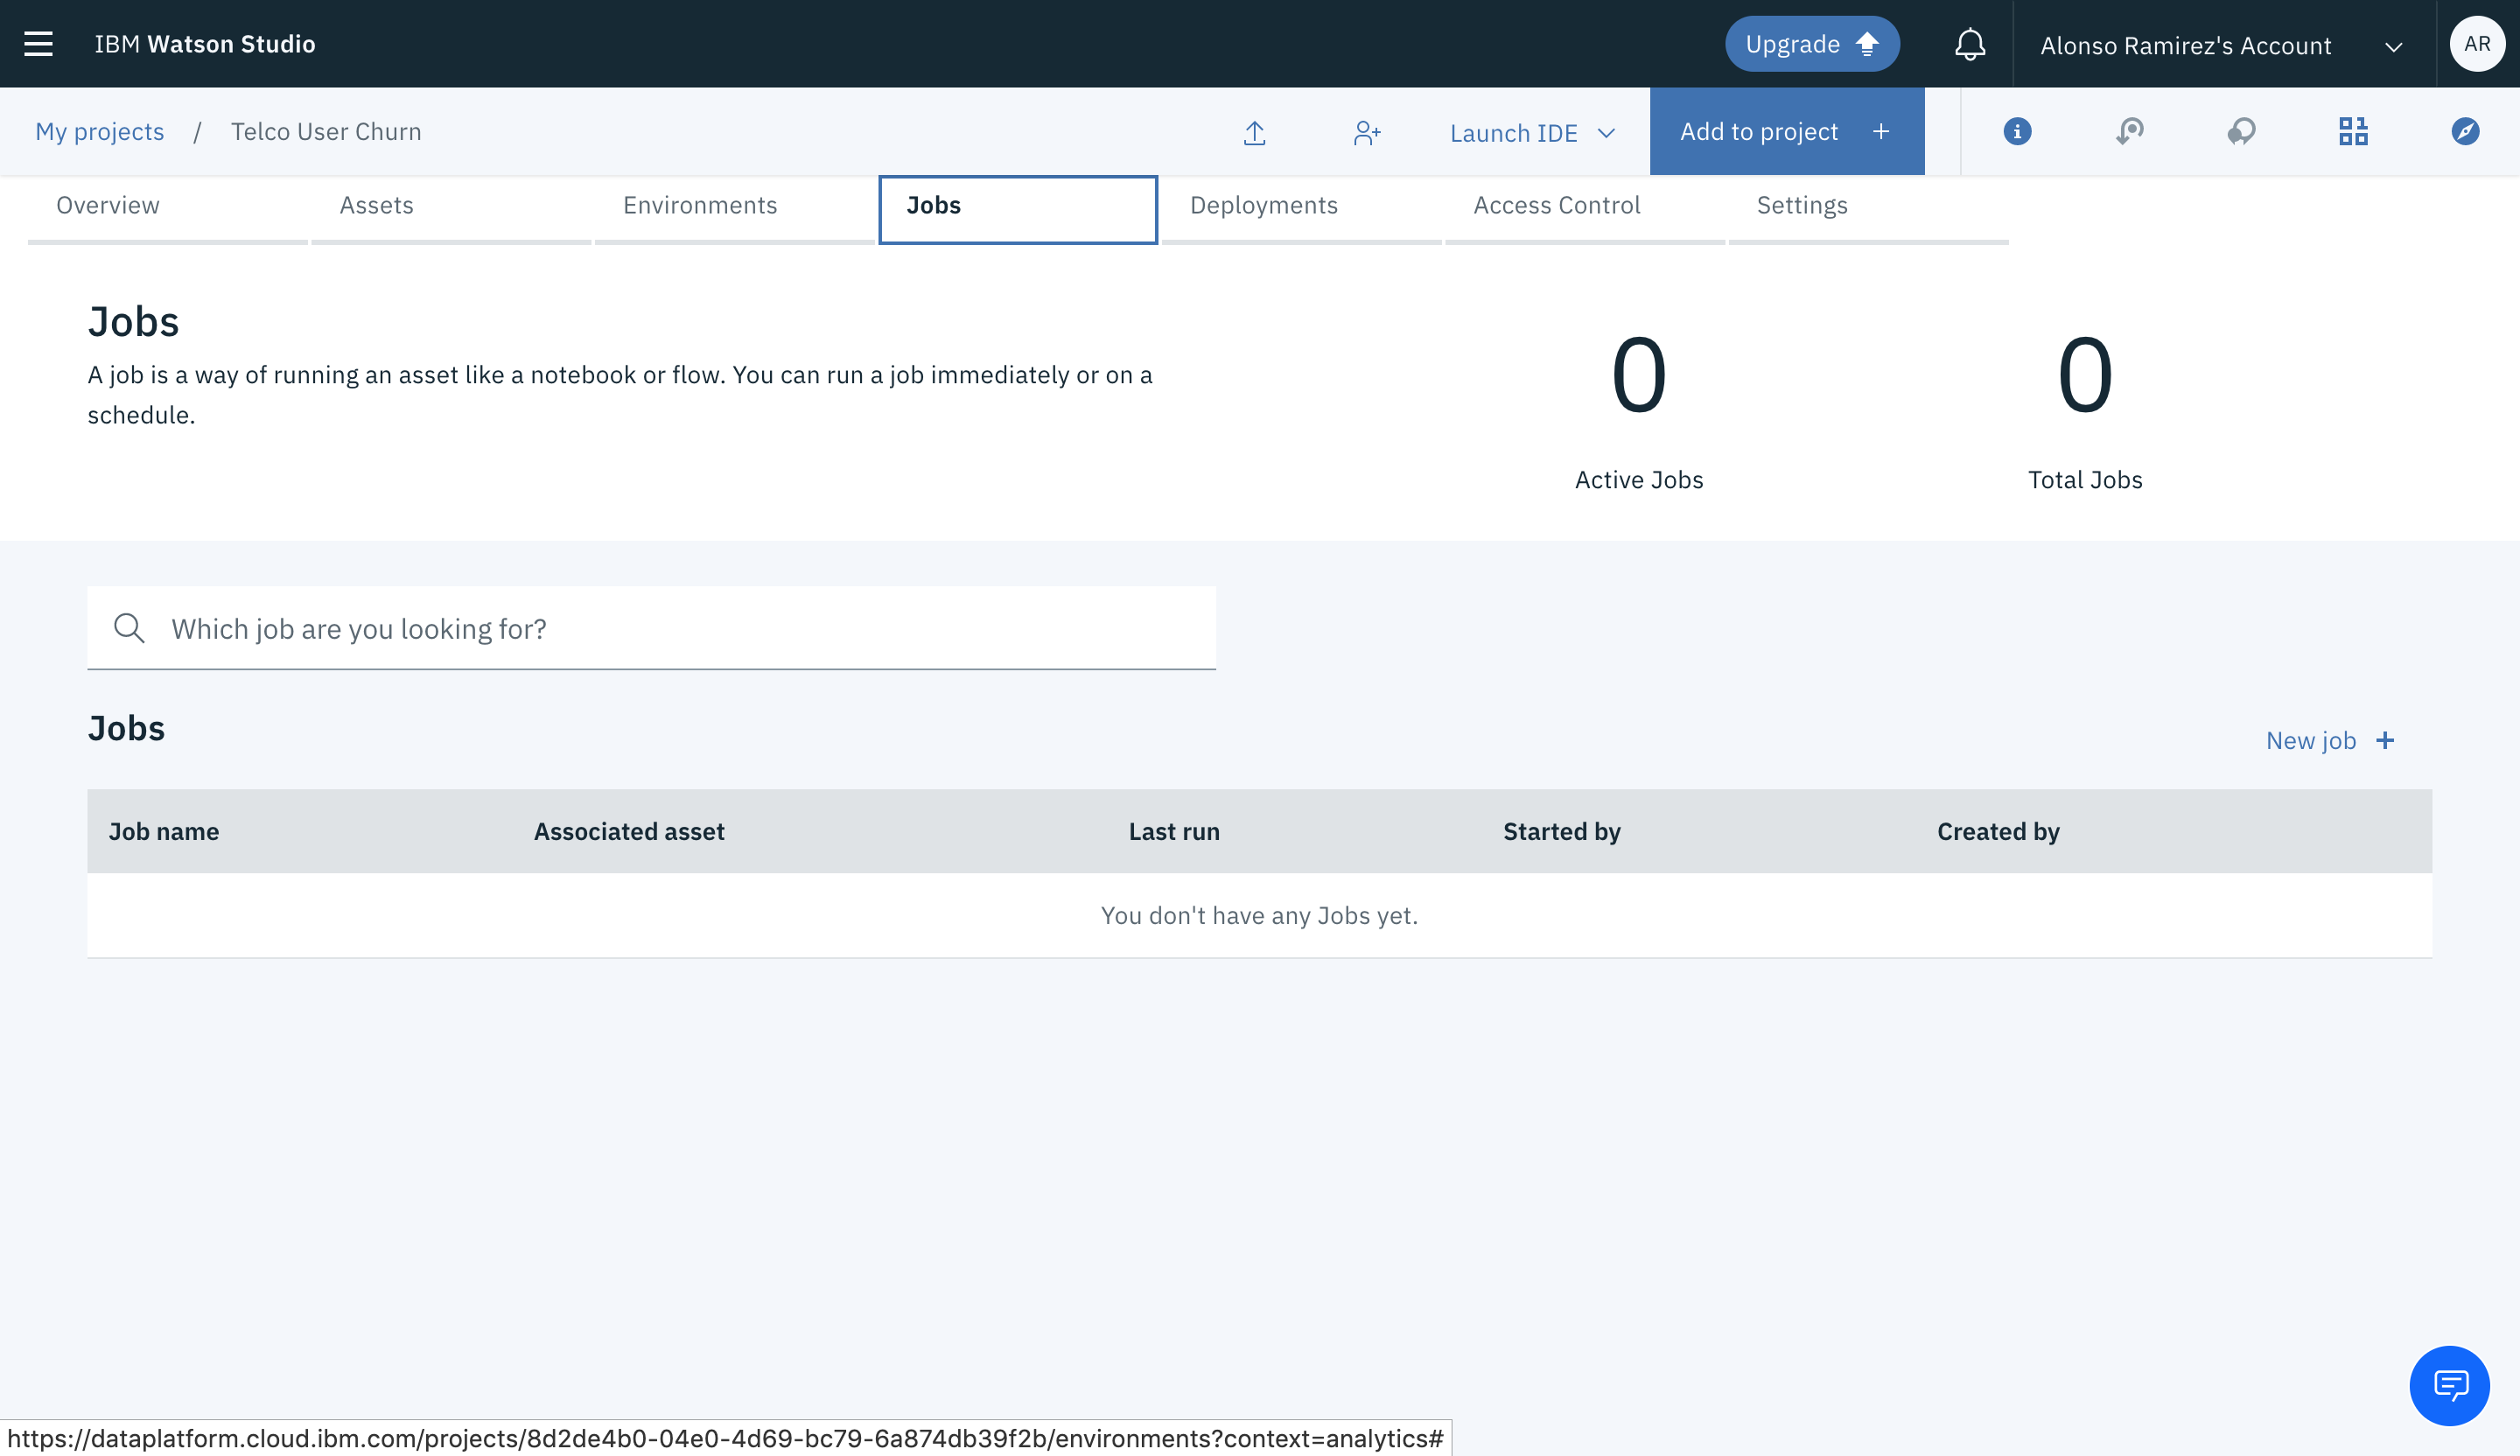 IBM Watson Studio
Upgrade
Alonso Ramirez's Account
AR
My projects / Telco User Churn
Launch IDE
Add to project +
Overview
Assets
Environments
Jobs
Deployments
Access Control
Settings
Jobs
A job is a way of running an asset like a notebook or flow. You can run a job immediately or on a
schedule.
0
Active Jobs
0
Total Jobs
Which job are you looking for?
Jobs
New job +
Job name
Associated asset
Last run
Started by
Created by
You don't have any Jobs yet.
https://dataplatform.cloud.ibm.com/projects/8d2de4b0-04e0-4d69-bc79-6a874db39f2b/environments?context=analytics#